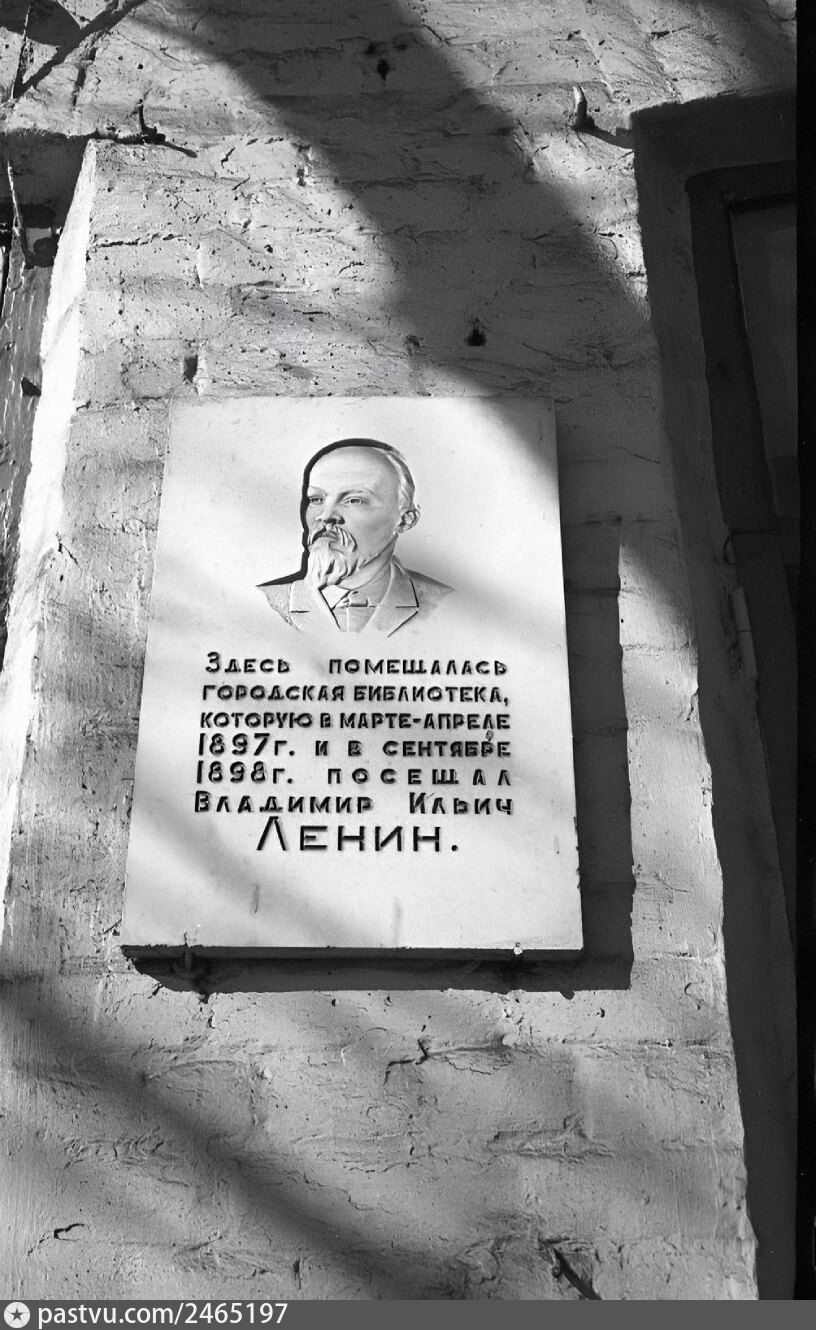 Здесь помещалась
городская библиотека,
которую в марте-апреле
1897г. и в сентябре
1898г. посещал
Владимир Ильич
Ленин.
pastvu.com/2465197